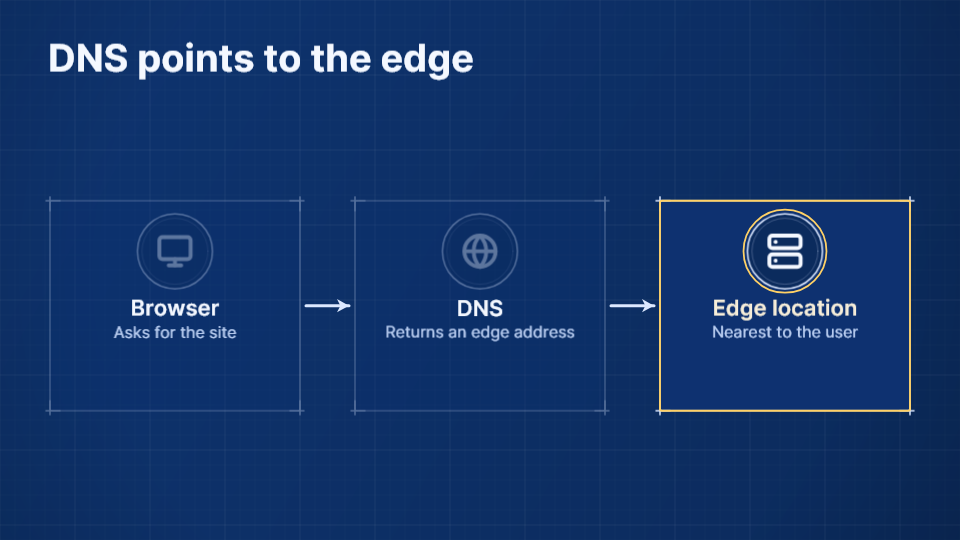 DNS points to the edge
Browser
Asks for the site
DNS
Returns an edge address
Edge location
Nearest to the user